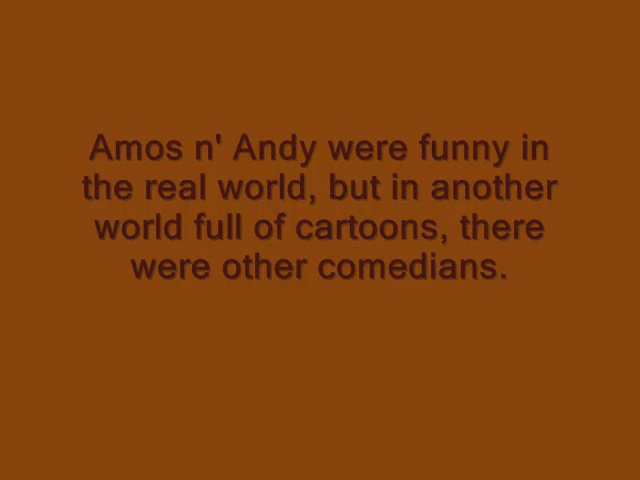 Amos n' Andy were funny in
the real world, but in another
world full of cartoons, there
were other comedians.